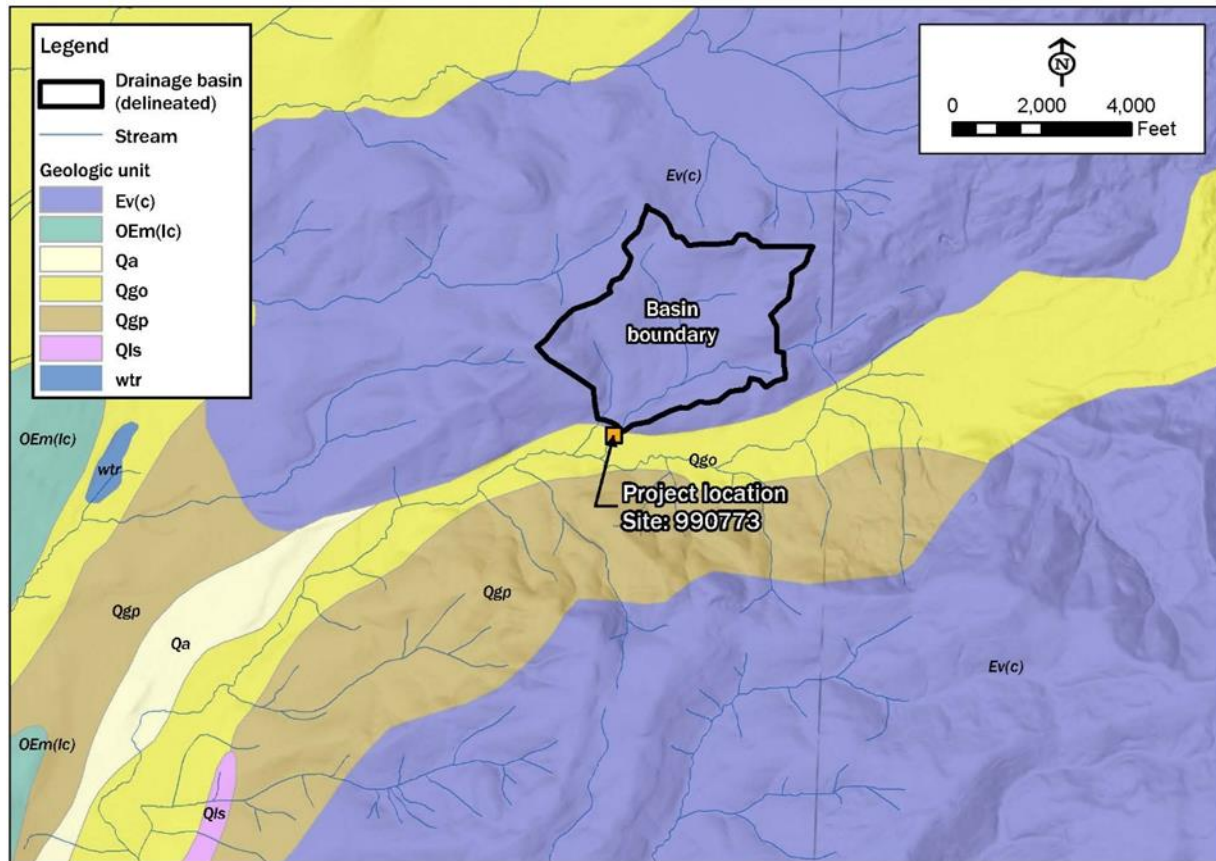 Legend
Drainage basin
(delineated)
Stream
Geologic unit
Ev(c)
OEm(lc)
Qa
Qgo
Qgp
Qls
wtr
N
0 2,000 4,000
Feet
Ev(c)
Basin
boundary
OEm(lc)
wtr
Qgo
Project location
Site: 990773
Qgp
Qgp
Qa
Ev(c)
OEm(lc)
Qls